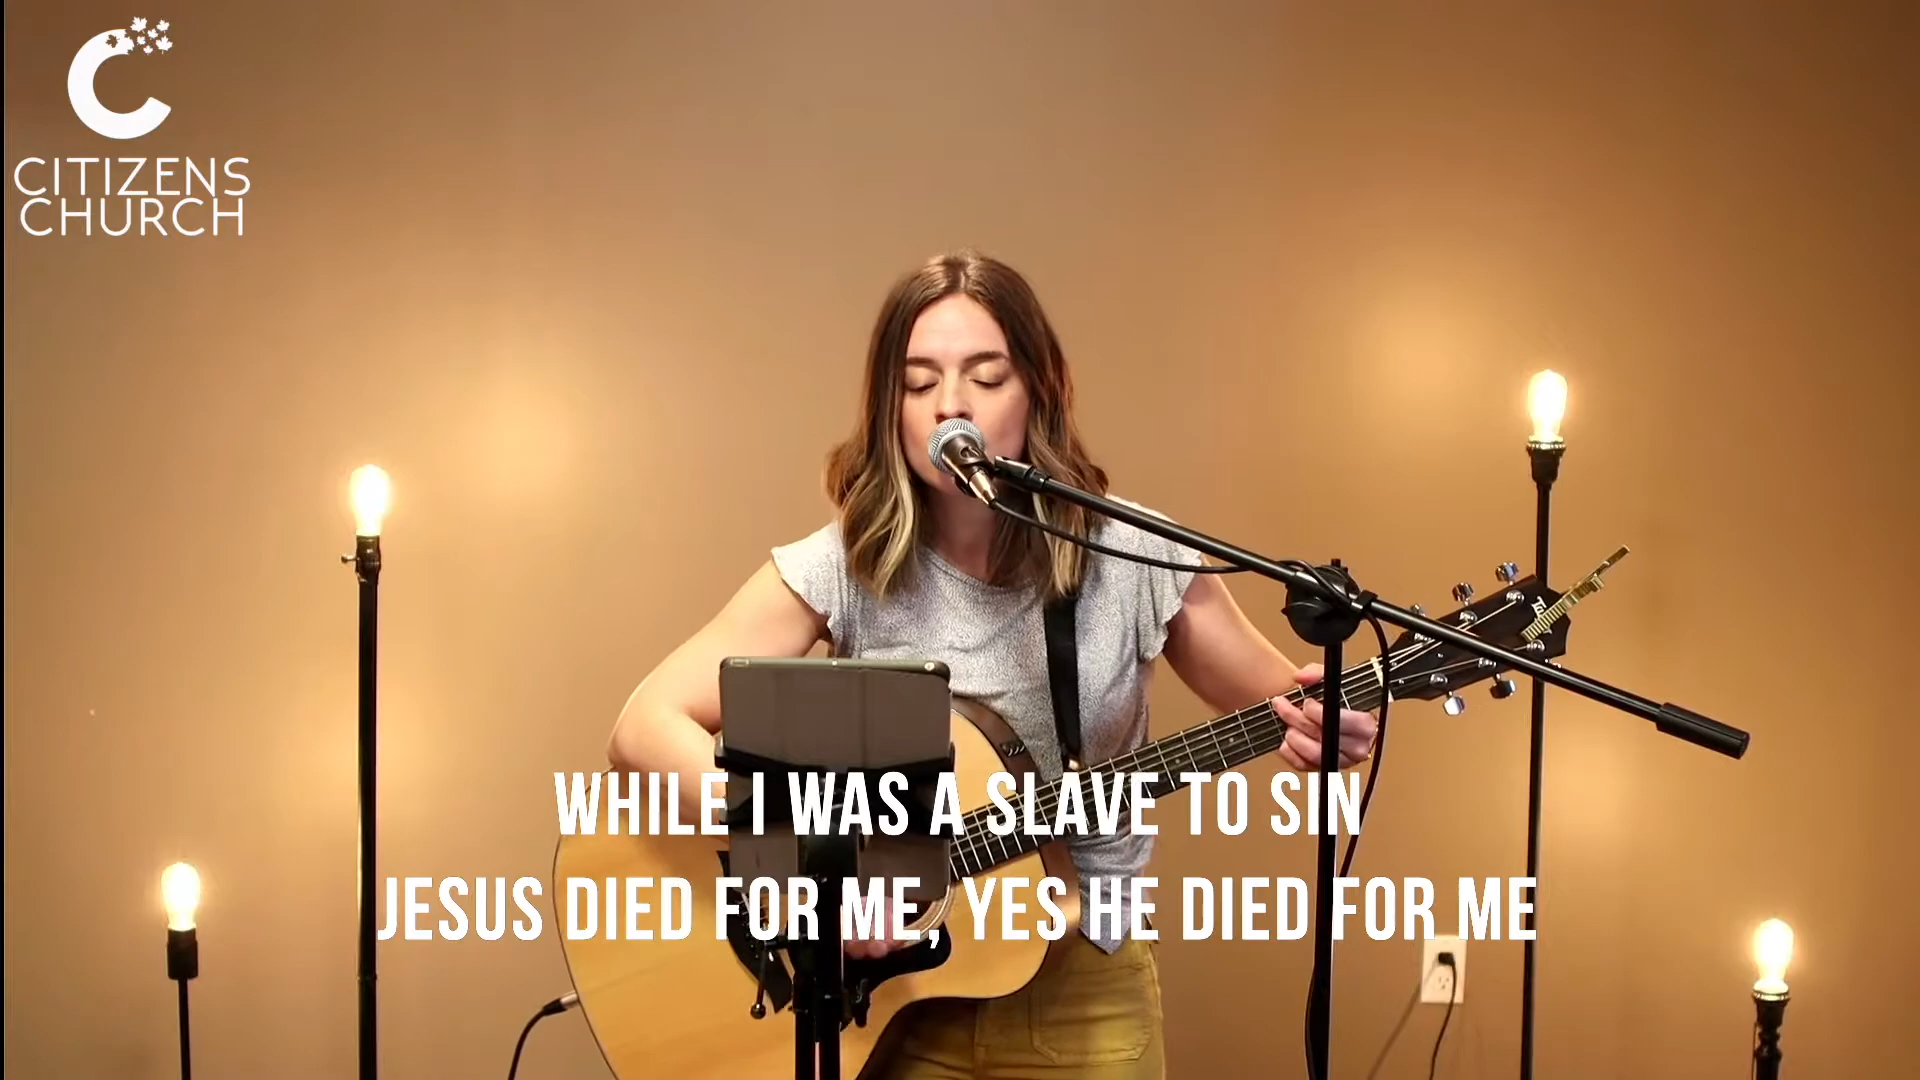 CITIZENS
CHURCH
WHILE I WAS A SLAVE TO SIN
JESUS DIED FOR ME, YES HE DIED FOR ME